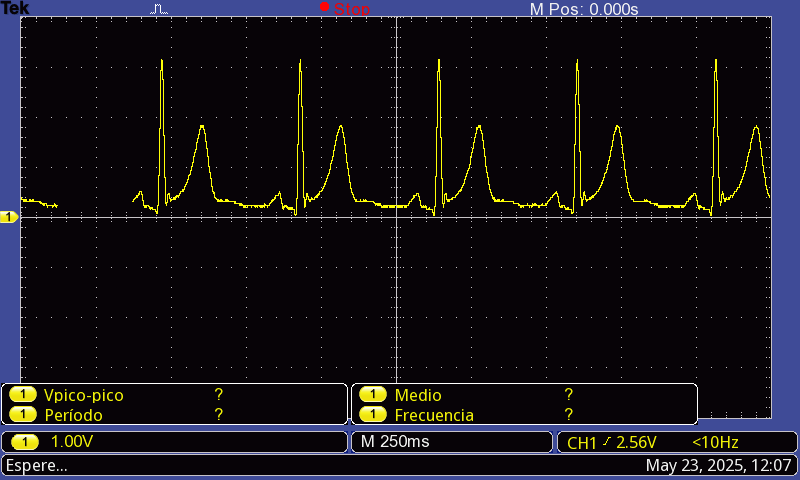 Tek Stop M Pos: 0.000s
1
1 Vpico-pico ? 1 Medio ?
1 Período ? 1 Frecuencia ?
1 1.00V M 250ms CH1 2.56V <10Hz
Espere... May 23, 2025, 12:07